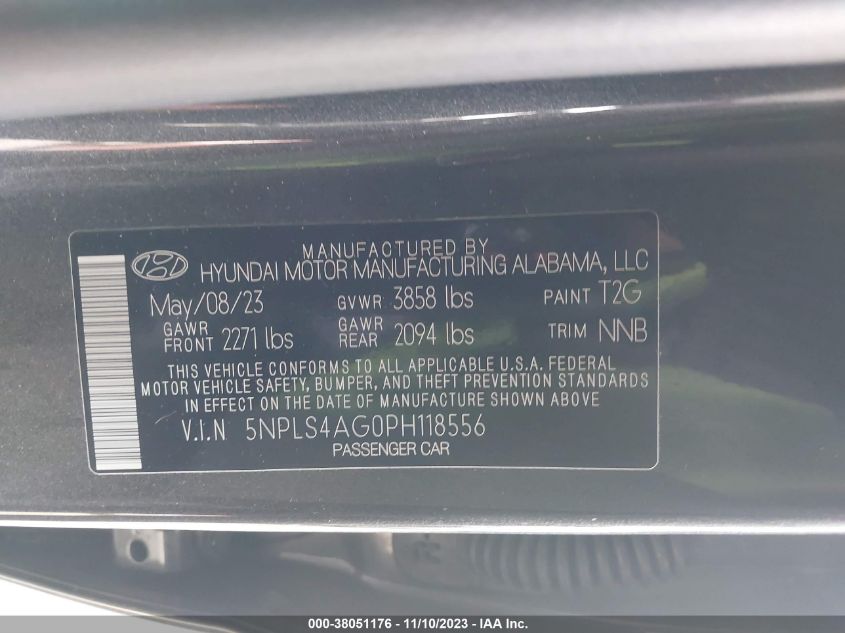 MANUFACTURED BY
HYUNDAI MOTOR MANUFACTURING ALABAMA, LLC
May/08/23 GVWR 3858 lbs PAINT T2G
GAWR FRONT 2271 lbs GAWR REAR 2094 lbs TRIM NNB
THIS VEHICLE CONFORMS TO ALL APPLICABLE U.S.A. FEDERAL
MOTOR VEHICLE SAFETY, BUMPER, AND THEFT PREVENTION STANDARDS
IN EFFECT ON THE DATE OF MANUFACTURE SHOWN ABOVE
V.I.N 5NPLS4AG0PH118556
PASSENGER CAR
000-38051176 - 11/10/2023 - IAA Inc.